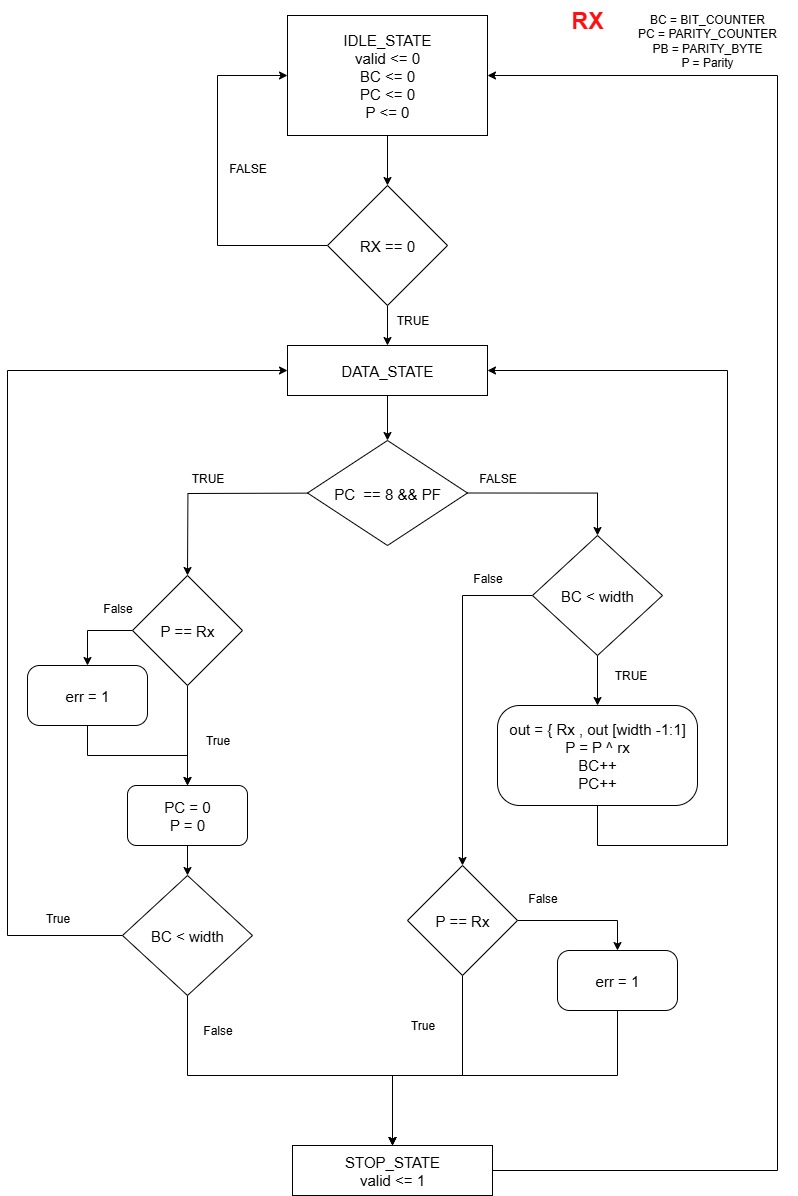 RX
BC = BIT_COUNTER
PC = PARITY_COUNTER
PB = PARITY_BYTE
P = Parity
IDLE_STATE
valid <= 0
BC <= 0
PC <= 0
P <= 0
FALSE
RX == 0
TRUE
DATA_STATE
TRUE
PC == 8 && PF
FALSE
False
BC < width
False
P == Rx
TRUE
err = 1
out = { Rx , out [width -1:1]
P = P ^ rx
BC++
PC++
True
PC = 0
P = 0
True
BC < width
P == Rx
False
err = 1
False
True
STOP_STATE
valid <= 1